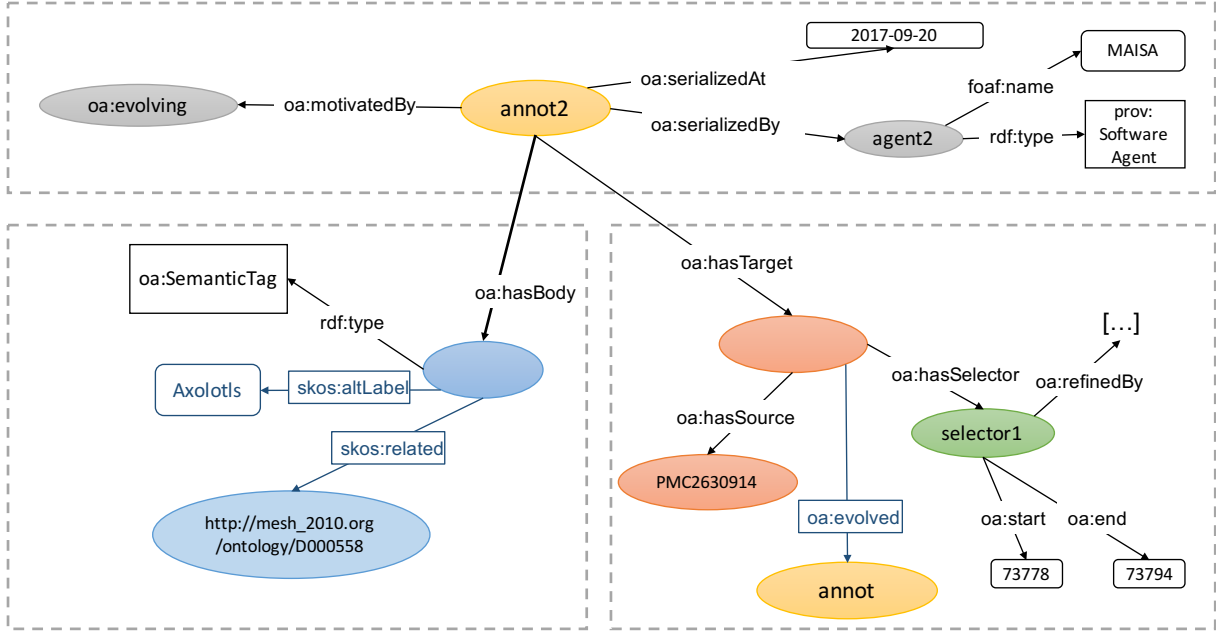 2017-09-20
MAISA
oa:serializedAt
foaf:name
oa:evolving
oa:motivatedBy
annot2
oa:serializedBy
agent2
rdf:type
prov:
Software
Agent
oa:SemanticTag
oa:hasBody
rdf:type
Axolotls
skos:altLabel
skos:related
http://mesh_2010.org
/ontology/D000558
oa:hasTarget
[...]
oa:hasSelector
oa:refinedBy
oa:hasSource
selector1
PMC2630914
oa:evolved
oa:start
oa:end
73778
73794
annot